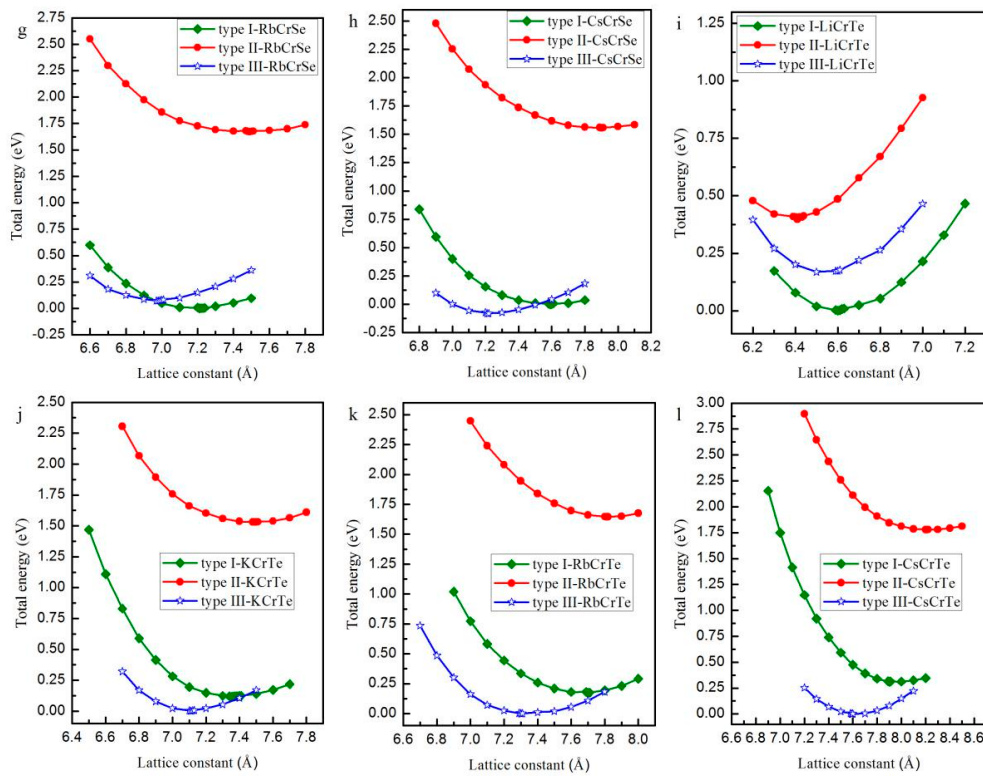 g
type I-RbCrSe
type II-RbCrSe
type III-RbCrSe
Total energy (eV)
2.75
2.50
2.25
2.00
1.75
1.50
1.25
1.00
0.75
0.50
0.25
0.00
-0.25
6.6 6.8 7.0 7.2 7.4 7.6 7.8
Lattice constant (Å)
h
type I-CsCrSe
type II-CsCrSe
type III-CsCrSe
Total energy (eV)
2.50
2.25
2.00
1.75
1.50
1.25
1.00
0.75
0.50
0.25
0.00
-0.25
6.8 7.0 7.2 7.4 7.6 7.8 8.0 8.2
Lattice constant (Å)
i
type I-LiCrTe
type II-LiCrTe
type III-LiCrTe
Total energy (eV)
1.25
1.00
0.75
0.50
0.25
0.00
6.2 6.4 6.6 6.8 7.0 7.2
Lattice constant (Å)
j
type I-KCrTe
type II-KCrTe
type III-KCrTe
Total energy (eV)
2.50
2.25
2.00
1.75
1.50
1.25
1.00
0.75
0.50
0.25
0.00
6.4 6.6 6.8 7.0 7.2 7.4 7.6 7.8
Lattice constant (Å)
k
type I-RbCrTe
type II-RbCrTe
type III-RbCrTe
Total energy (eV)
2.50
2.25
2.00
1.75
1.50
1.25
1.00
0.75
0.50
0.25
0.00
6.6 6.8 7.0 7.2 7.4 7.6 7.8 8.0
Lattice constant (Å)
l
type I-CsCrTe
type II-CsCrTe
type III-CsCrTe
Total energy (eV)
3.00
2.75
2.50
2.25
2.00
1.75
1.50
1.25
1.00
0.75
0.50
0.25
0.00
6.6 6.6 6.8 7.0 7.2 7.4 7.6 7.8 8.0 8.2 8.4 8.6
Lattice constant (Å)